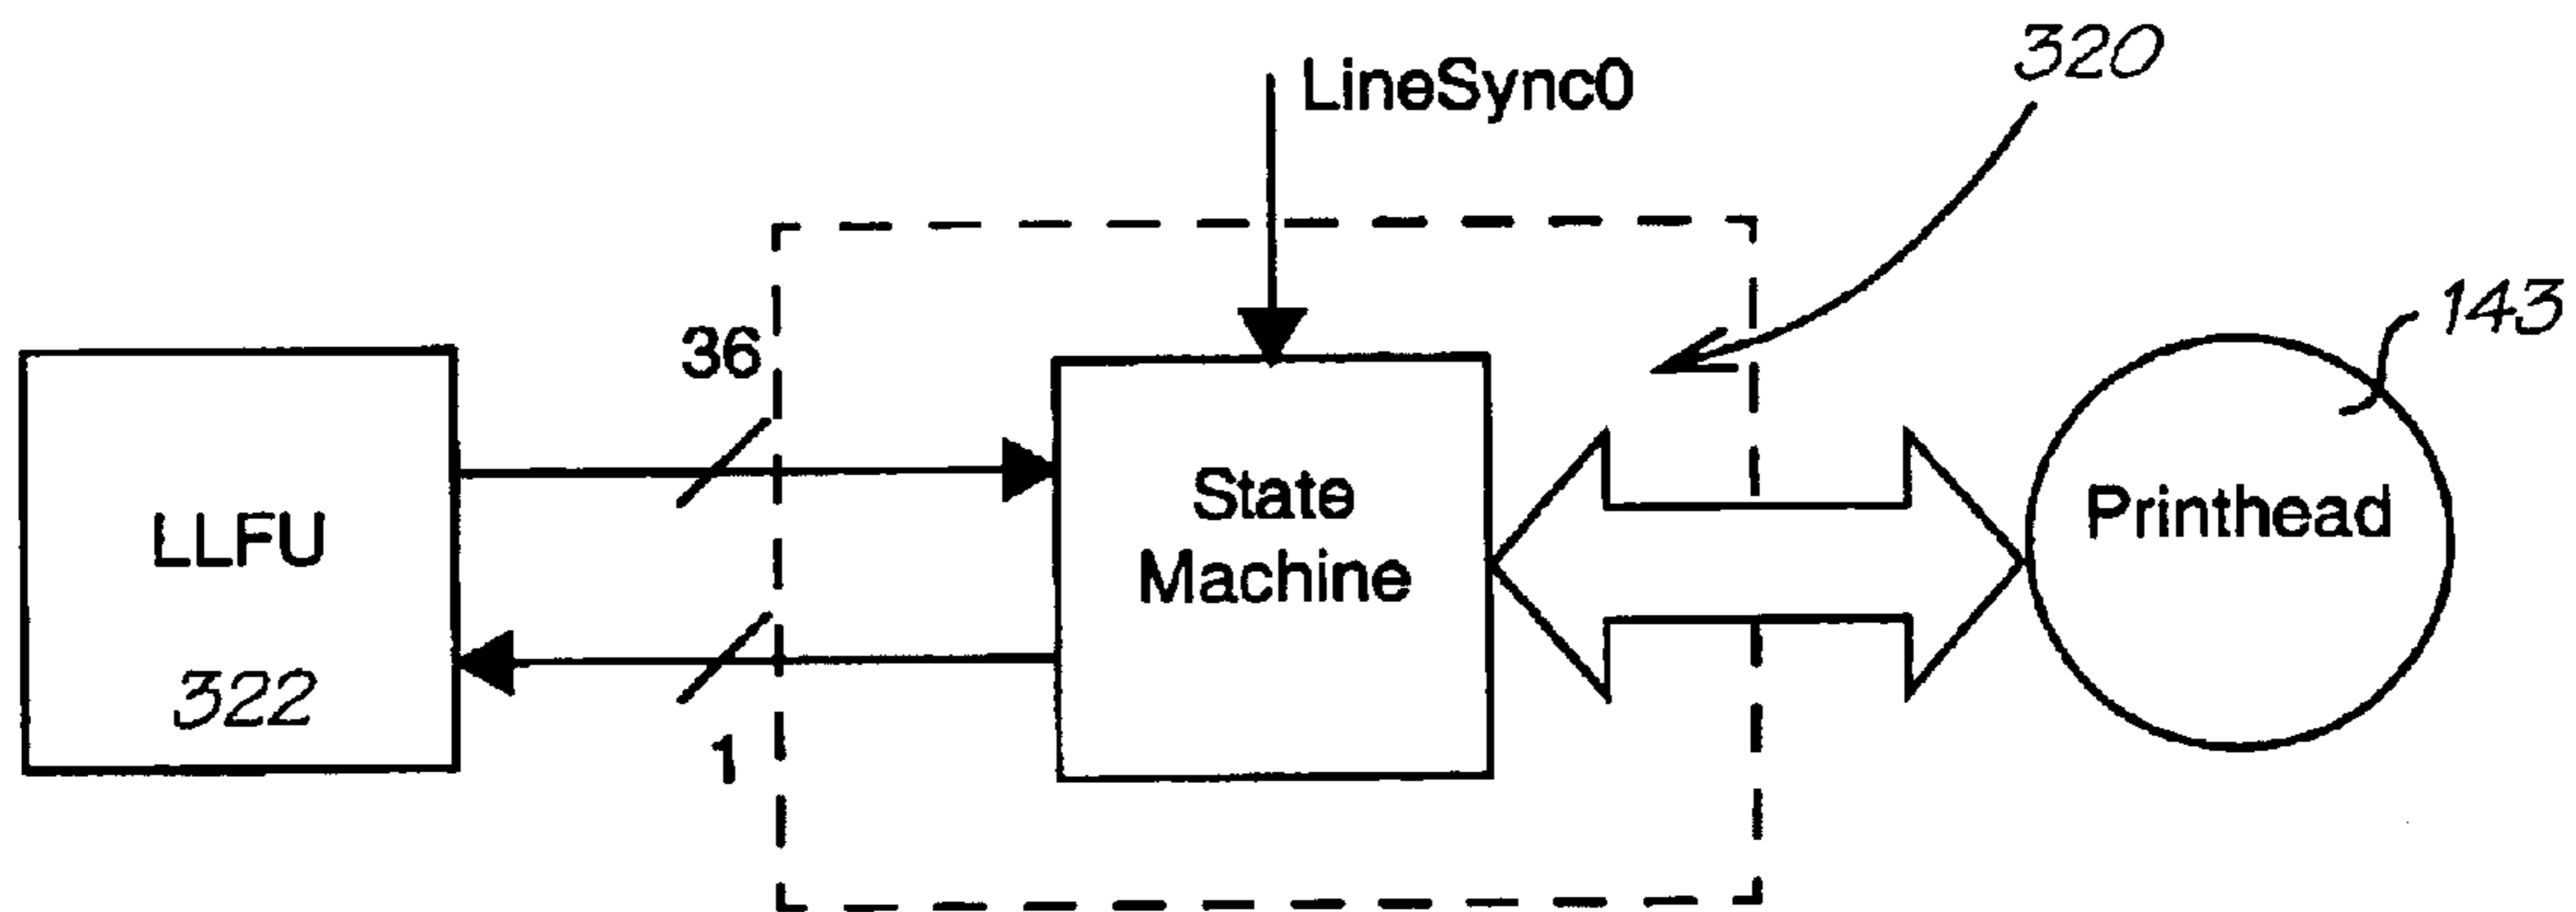 LineSync0
320
143
36
LLFU
322
1
State
Machine
Printhead